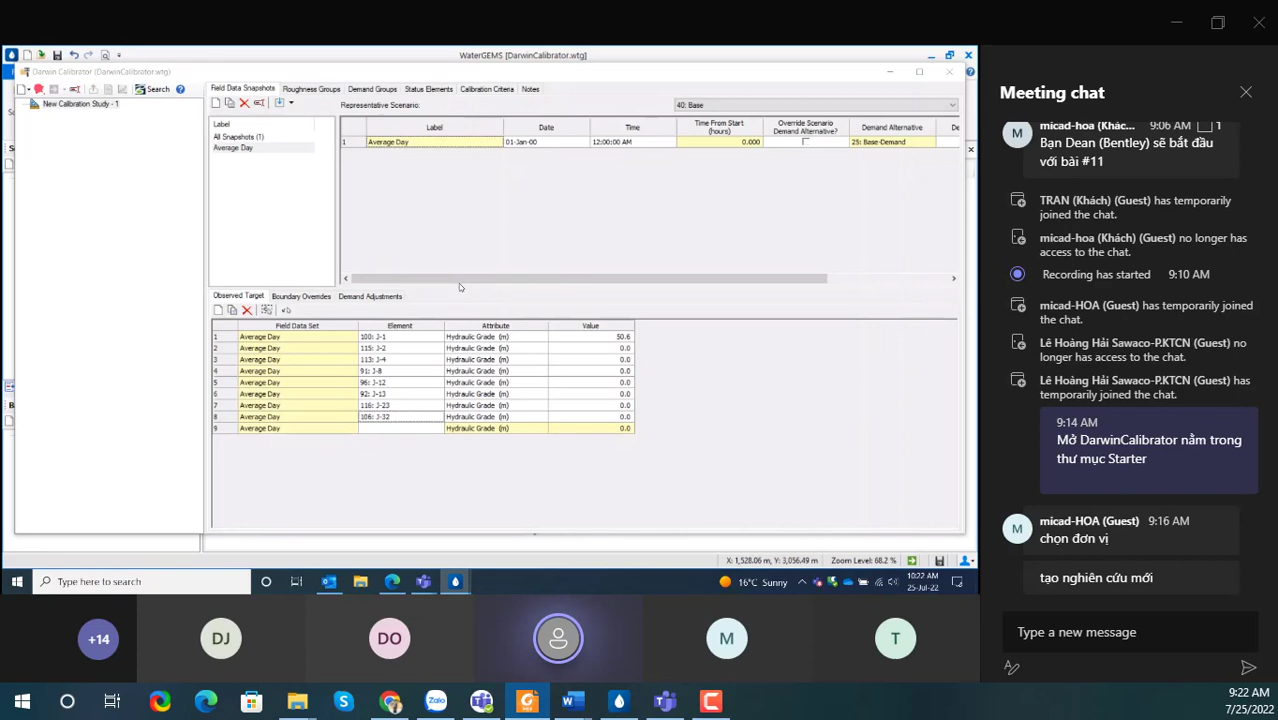 WaterGEMS [DarwinCalibrator.wtg]
Darwin Calibrator (DarwinCalibrator.wtg)
Search
New Calibration Study - 1
Field Data Snapshots Roughness Groups Demand Groups Status Elements Calibration Criteria Notes
Representative Scenario: 40: Base
Label
All Snapshots (1)
Average Day
Label Date Time Time From Start (hours) Override Scenario Demand Alternative? Demand Alternative De
1 Average Day 01-Jan-00 12:00:00 AM 0.000 25: Base-Demand
Observed Target Boundary Overrides Demand Adjustments
Field Data Set Element Attribute Value
1 Average Day 100: J-1 Hydraulic Grade (m) 50.6
2 Average Day 115: J-2 Hydraulic Grade (m) 0.0
3 Average Day 113: J-4 Hydraulic Grade (m) 0.0
4 Average Day 91: J-8 Hydraulic Grade (m) 0.0
5 Average Day 96: J-12 Hydraulic Grade (m) 0.0
6 Average Day 92: J-13 Hydraulic Grade (m) 0.0
7 Average Day 116: J-23 Hydraulic Grade (m) 0.0
8 Average Day 106: J-32 Hydraulic Grade (m) 0.0
9 Average Day Hydraulic Grade (m) 0.0
X: 1,528.06 m, Y: 3,056.49 m Zoom Level: 68.2 %
Type here to search
16°C Sunny
10:22 AM
25-Jul-22
+14
DJ
DO
M
T
Meeting chat
M
micad-hoa (Khác... 9:06 AM 1
Bạn Dean (Bentley) sẽ bắt đầu
với bài #11
TRAN (Khách) (Guest) has temporarily
joined the chat.
micad-hoa (Khách) (Guest) no longer has
access to the chat.
Recording has started 9:10 AM
micad-HOA (Guest) has temporarily
joined the chat.
Lê Hoàng Hải Sawaco-P.KTCN (Guest) no
longer has access to the chat.
Lê Hoàng Hải Sawaco-P.KTCN (Guest) has
temporarily joined the chat.
9:14 AM
Mở DarwinCalibrator nằm trong
thư mục Starter
M
micad-HOA (Guest) 9:16 AM
chọn đơn vị
tạo nghiên cứu mới
Type a new message
9:22 AM
7/25/2022